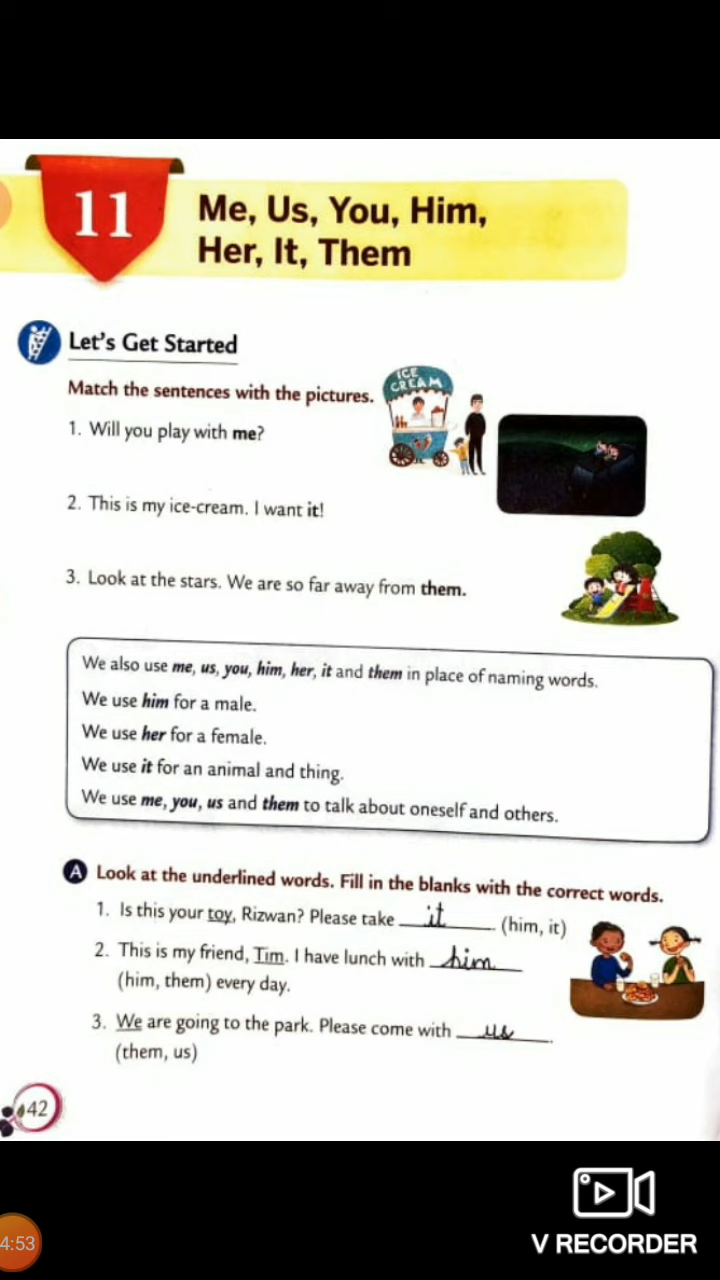 11
Me, Us, You, Him,
Her, It, Them
Let's Get Started
Match the sentences with the pictures.
ICE
CREAM
1. Will you play with me?
2. This is my ice-cream. I want it!
3. Look at the stars. We are so far away from them.
We also use me, us, you, him, her, it and them in place of naming words.
We use him for a male.
We use her for a female.
We use it for an animal and thing.
We use me, you, us and them to talk about oneself and others.
A Look at the underlined words. Fill in the blanks with the correct words.
1. Is this your toy, Rizwan? Please take it (him, it)
2. This is my friend, Tim. I have lunch with him
(him, them) every day.
3. We are going to the park. Please come with us.
(them, us)
42
4:53
V RECORDER